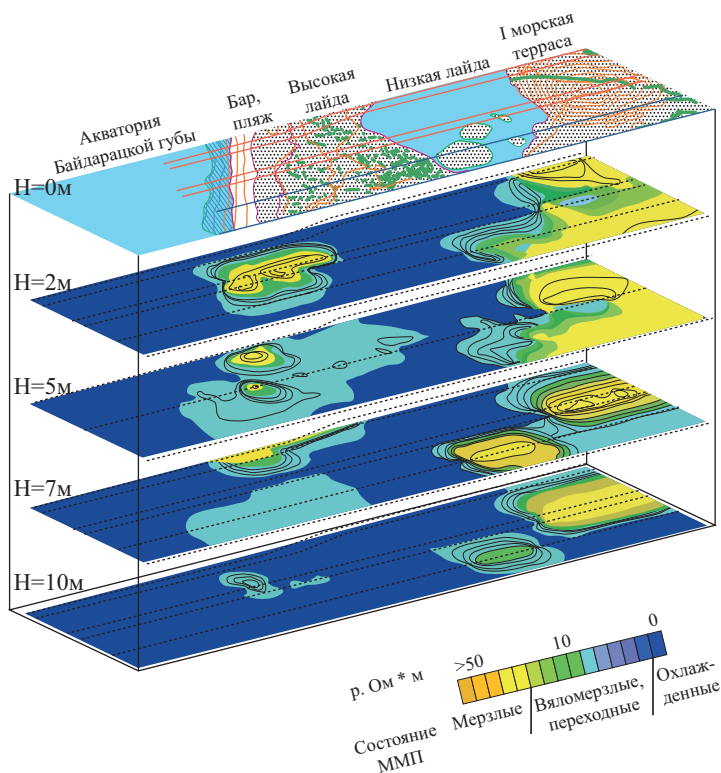 I морская
терраса
Низкая лайда
Высокая
лайда
Бар,
пляж
Акватория
Байдарацкой губы
H=0м
H=2м
H=5м
H=7м
H=10м
р. Ом * м
>50
10
0
Состояние
ММП
Мерзлые
Вяломерзлые,
переходные
Охлаж-
денные